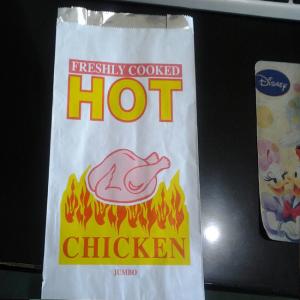 FRESHLY COOKED
HOT
CHICKEN
JUMBO
Disney